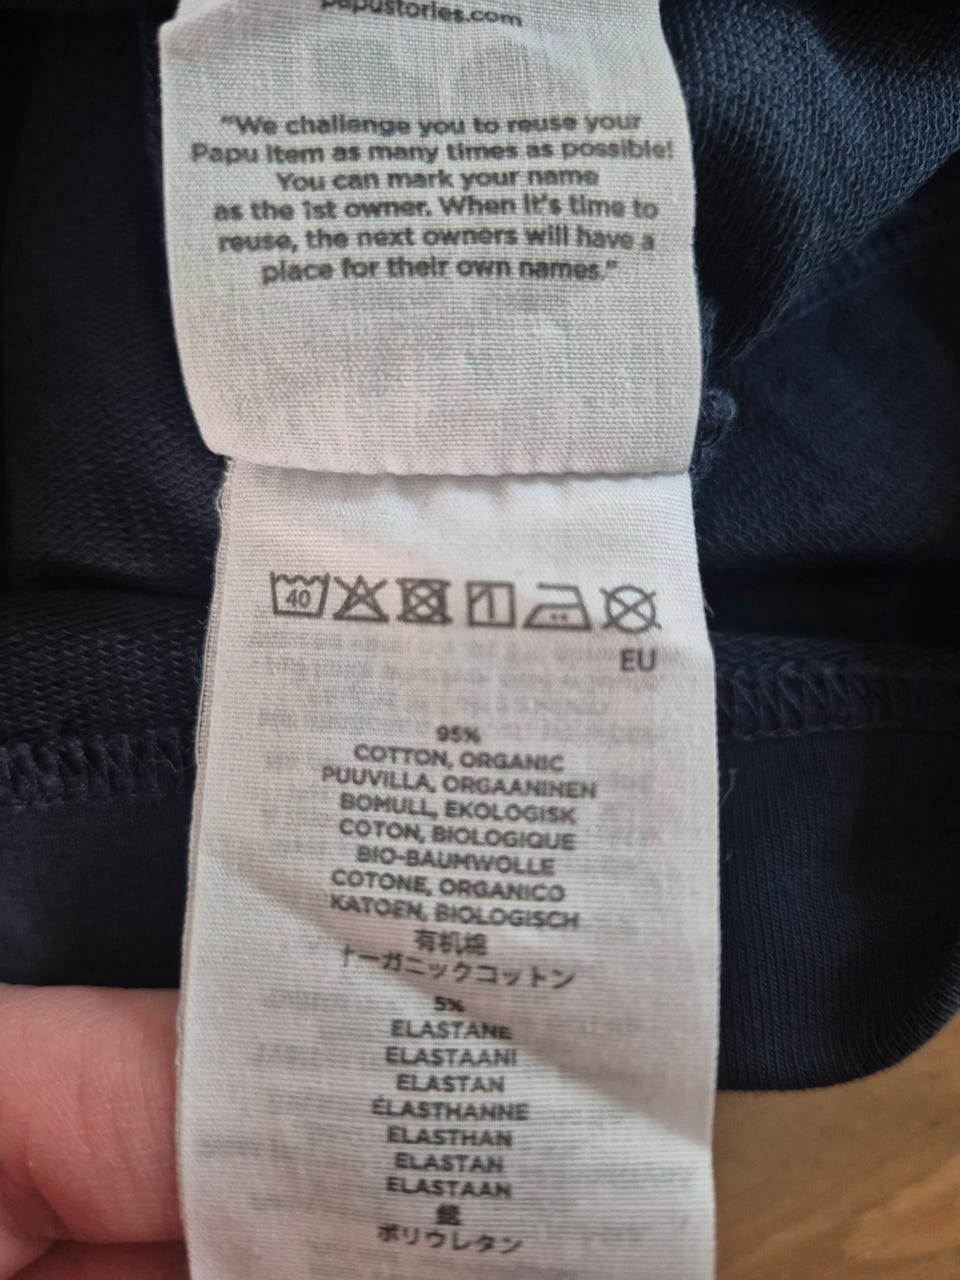 papustories.com
"We challenge you to reuse your
Papu Item as many times as possible!
You can mark your name
as the 1st owner. When it's time to
reuse, the next owners will have a
place for their own names."
40
EU
95%
COTTON, ORGANIC
PUUVILLA, ORGAANINEN
BOMULL, EKOLOGISK
COTON, BIOLOGIQUE
BIO-BAUMWOLLE
COTONE, ORGANICO
KATOEN, BIOLOGISCH
有机棉
オーガニックコットン
5%
ELASTANE
ELASTAANI
ELASTAN
ÉLASTHANNE
ELASTHAN
ELASTAN
ELASTAAN
ポリウレタン